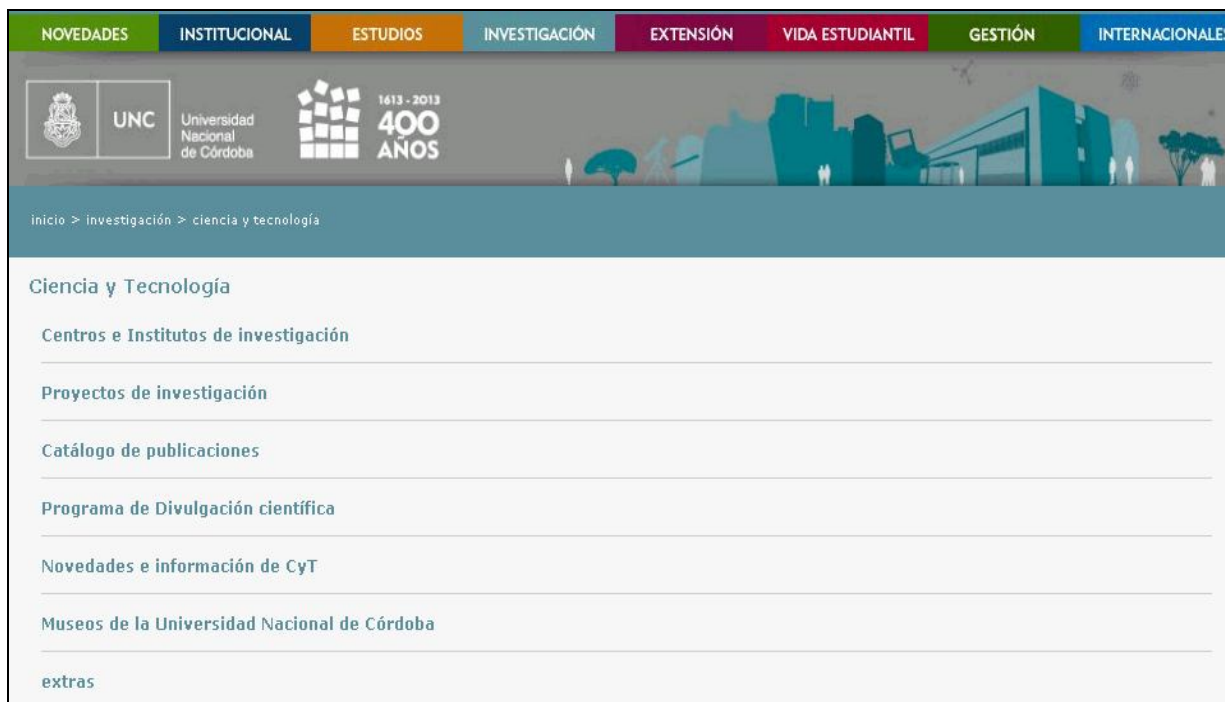 NOVEDADES INSTITUCIONAL ESTUDIOS INVESTIGACIÓN EXTENSIÓN VIDA ESTUDIANTIL GESTIÓN INTERNACIONALES
UNC
Universidad
Nacional
de Córdoba
1613 - 2013
400
AÑOS
inicio > investigación > ciencia y tecnología
Ciencia y Tecnología
Centros e Institutos de investigación
Proyectos de investigación
Catálogo de publicaciones
Programa de Divulgación científica
Novedades e información de CyT
Museos de la Universidad Nacional de Córdoba
extras